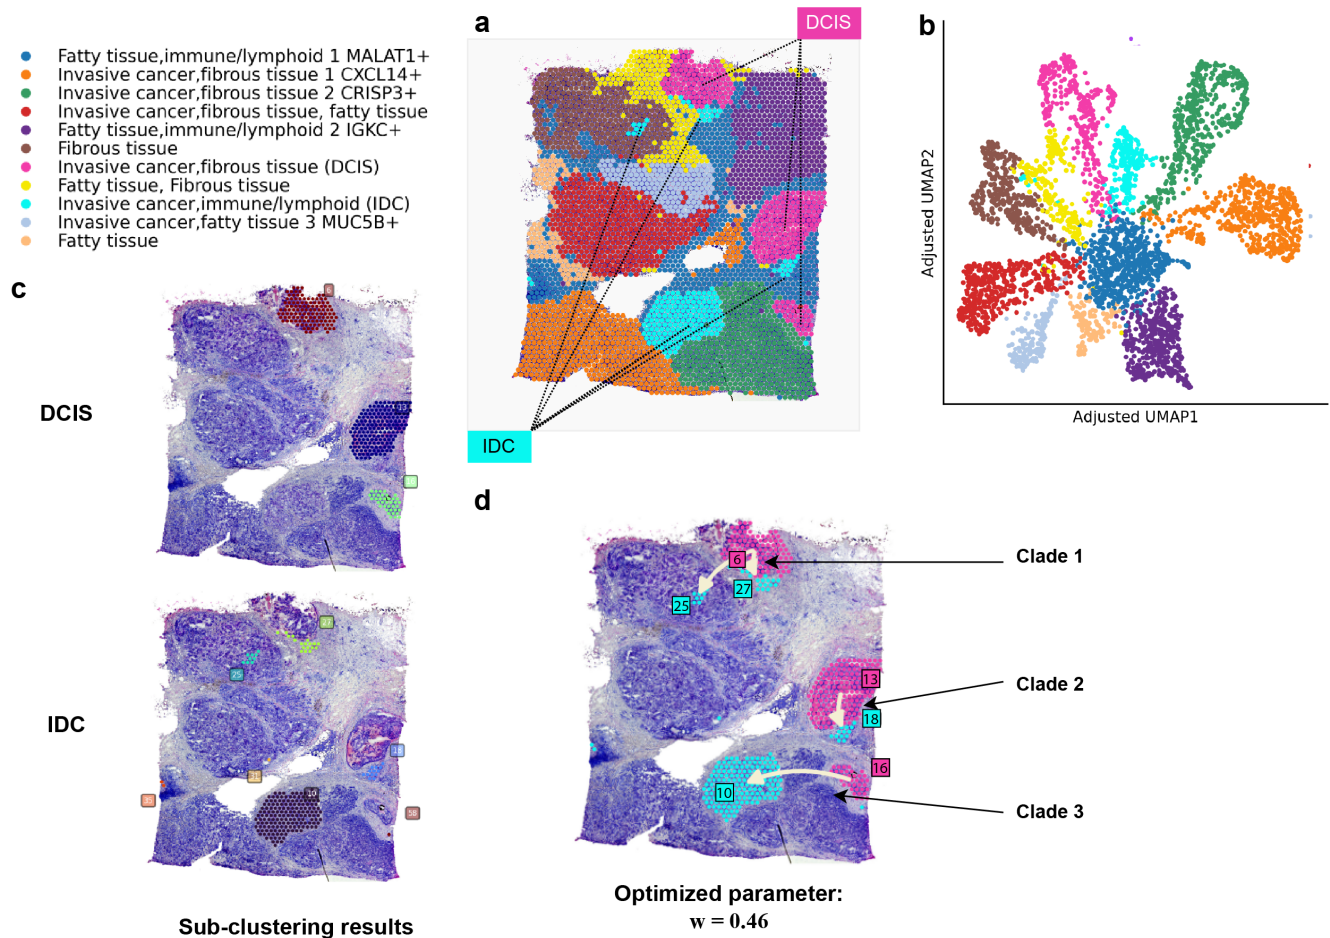 a
DCIS
b
Fatty tissue,immune/lymphoid 1 MALAT1+
Invasive cancer,fibrous tissue 1 CXCL14+
Invasive cancer,fibrous tissue 2 CRISP3+
Invasive cancer,fibrous tissue, fatty tissue
Fatty tissue,immune/lymphoid 2 IGKC+
Fibrous tissue
Invasive cancer,fibrous tissue (DCIS)
Fatty tissue, Fibrous tissue
Invasive cancer,immune/lymphoid (IDC)
Invasive cancer,fatty tissue 3 MUC5B+
Fatty tissue
IDC
Adjusted UMAP2
Adjusted UMAP1
c
6
DCIS
27
25
IDC
18
10
Sub-clustering results
d
6
27
25
13
18
16
10
Clade 1
Clade 2
Clade 3
Optimized parameter:
w = 0.46